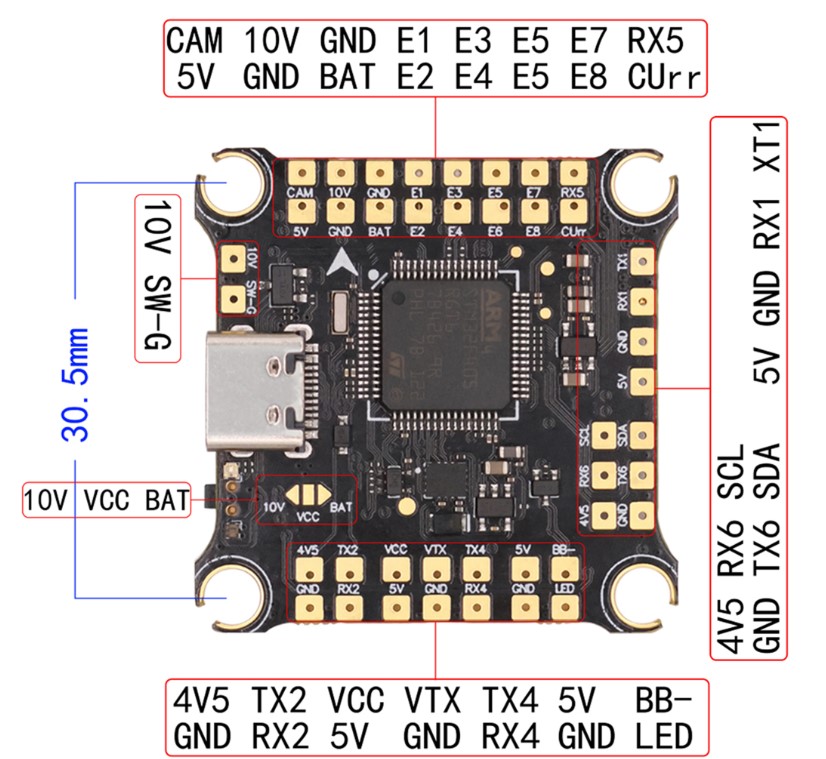 CAM 10V GND E1 E3 E5 E7 RX5
5V GND BAT E2 E4 E5 E8 CUrr
CAM 10V GND E1 E3 E5 E7 RX5
5V GND BAT E2 E4 E6 E8 CUrr
10V SW-G
10V
SW-G
30.5mm
ARM
TX1
RX1
GND
5V
SCL SDA
RX6 TX6
4V5 GND
5V GND RX1 XT1
4V5 RX6 SCL
GND TX6 SDA
10V VCC BAT
10V BAT
VCC
4V5 TX2 VCC VTX TX4 5V BB-
GND RX2 5V GND RX4 GND LED
4V5 TX2 VCC VTX TX4 5V BB-
GND RX2 5V GND RX4 GND LED